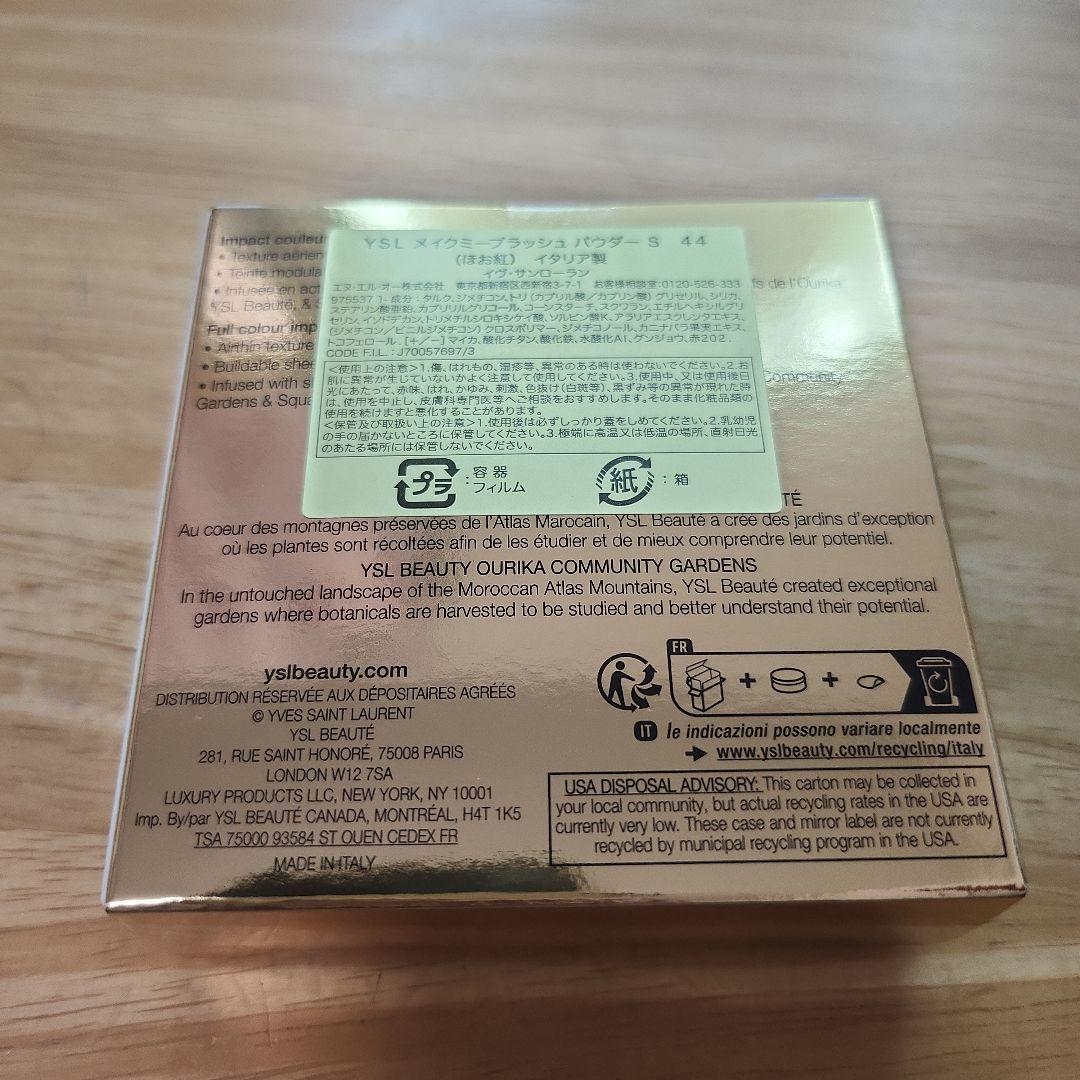 Impact couleur
• Texture aérien
• Teinte modula
• Infusée en act
fs de l'Ourika
YSL Beauté, & S
Full colour imp
• Airthin texture
• Buildable shee
• Infused with s
Community
Gardens & Squa
YSL メイクミーブラッシュ パウダー S 44
(ほお紅) イタリア製
イヴ・サンローラン
エヌ・エル・オー株式会社 東京都新宿区西新宿3-7-1 お客様相談室:0120-526-333
975537 1- 成分:タルク、ジメチコン、トリ(カプリル酸/カプリン酸)グリセリル、シリカ、
ステアリン酸亜鉛、カプリリルグリコール、コーンスターチ、スクワラン、エチルヘキシルグリ
セリン、イソドデカン、トリメチルシロキシケイ酸、ソルビン酸K、アラリアエスクレンタエキス、
(ジメチコン/ビニルジメチコン)クロスポリマー、ジメチコノール、カニナバラ果実エキス、
トコフェロール、[+/-]マイカ、酸化チタン、酸化鉄、水酸化Al、グンジョウ、赤202
CODE F.I.L. : J70057697/3
<使用上の注意>1.傷、はれもの、湿疹等、異常のある時は使わないでください。2.お
肌に異常が生じていないかよく注意して使用してください。3.使用中、又は使用後日
光にあたって、赤味、はれ、かゆみ、刺激、色抜け(白斑等)、黒ずみ等の異常が現れた時
は、使用を中止し、皮膚科専門医等へご相談をおすすめします。そのまま化粧品類の
使用を続けますと悪化することがあります。
<保管及び取扱い上の注意>1.使用後は必ずしっかり蓋をしめてください。2.乳幼児
の手の届かないところに保管してください。3.極端に高温又は低温の場所、直射日光
のあたる場所には保管しないでください。
プラ : 容器
フィルム
紙 : 箱
TÉ
Au coeur des montagnes préservées de l'Atlas Marocain, YSL Beauté a créé des jardins d'exception
où les plantes sont récoltées afin de les étudier et de mieux comprendre leur potentiel.
YSL BEAUTY OURIKA COMMUNITY GARDENS
In the untouched landscape of the Moroccan Atlas Mountains, YSL Beauté created exceptional
gardens where botanicals are harvested to be studied and better understand their potential.
yslbeauty.com
DISTRIBUTION RÉSERVÉE AUX DÉPOSITAIRES AGRÉÉS
© YVES SAINT LAURENT
YSL BEAUTÉ
281, RUE SAINT HONORÉ, 75008 PARIS
LONDON W12 7SA
LUXURY PRODUCTS LLC, NEW YORK, NY 10001
Imp. By/par YSL BEAUTÉ CANADA, MONTRÉAL, H4T 1K5
TSA 75000 93584 ST OUEN CEDEX FR
MADE IN ITALY
FR
+ +
IT le indicazioni possono variare localmente
➔ www.yslbeauty.com/recycling/italy
USA DISPOSAL ADVISORY: This carton may be collected in
your local community, but actual recycling rates in the USA are
currently very low. These case and mirror label are not currently
recycled by municipal recycling program in the USA.